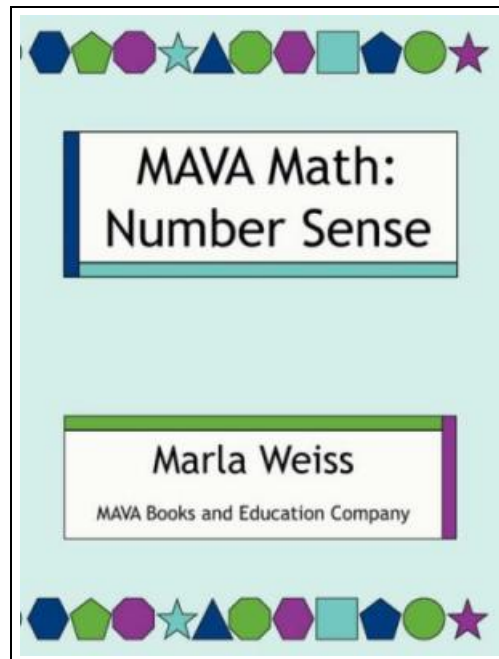 MAVA Math:
Number Sense
Marla Weiss
MAVA Books and Education Company